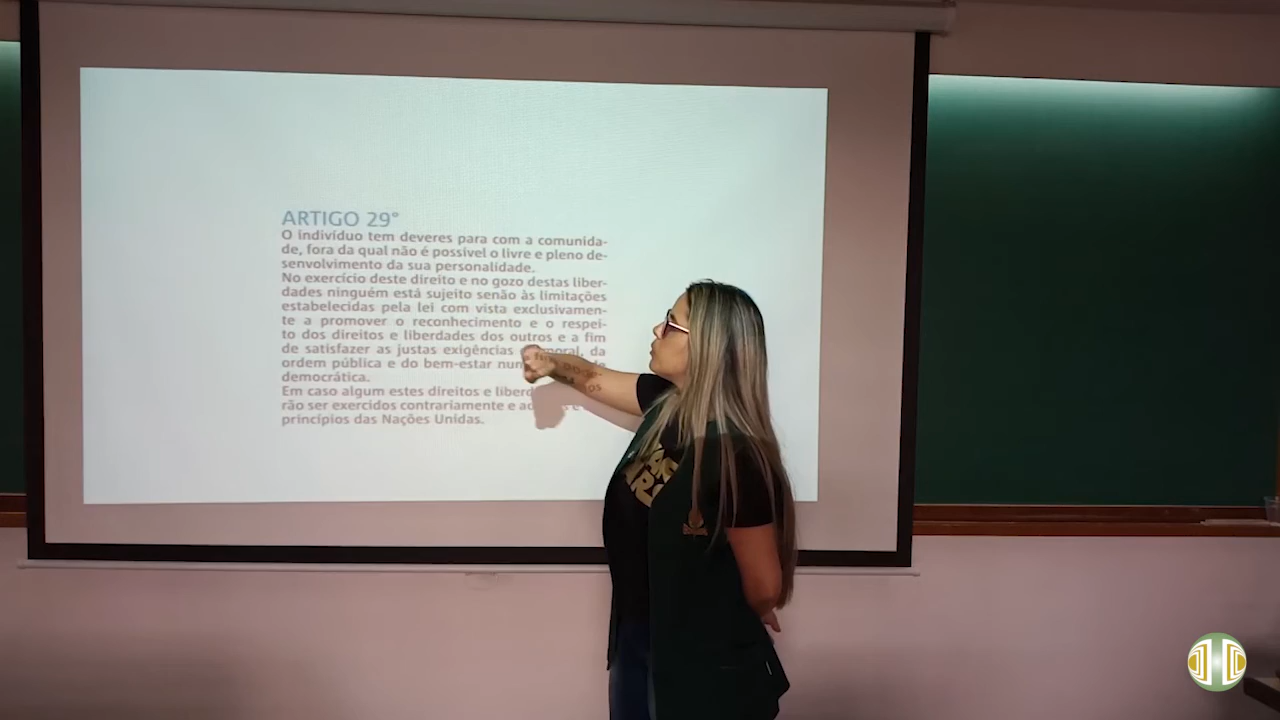 ARTIGO 29°
O indivíduo tem deveres para com a comunida-
de, fora da qual não é possível o livre e pleno de-
senvolvimento da sua personalidade.
No exercício deste direito e no gozo destas liber-
dades ninguém está sujeito senão às limitações
estabelecidas pela lei com vista exclusivamen-
te a promover o reconhecimento e o respei-
to dos direitos e liberdades dos outros e a fim
de satisfazer as justas exigências moral, da
ordem pública e do bem-estar num
democrática.
Em caso algum estes direitos e
rão ser exercidos contrariamente e
princípios das Nações Unidas.